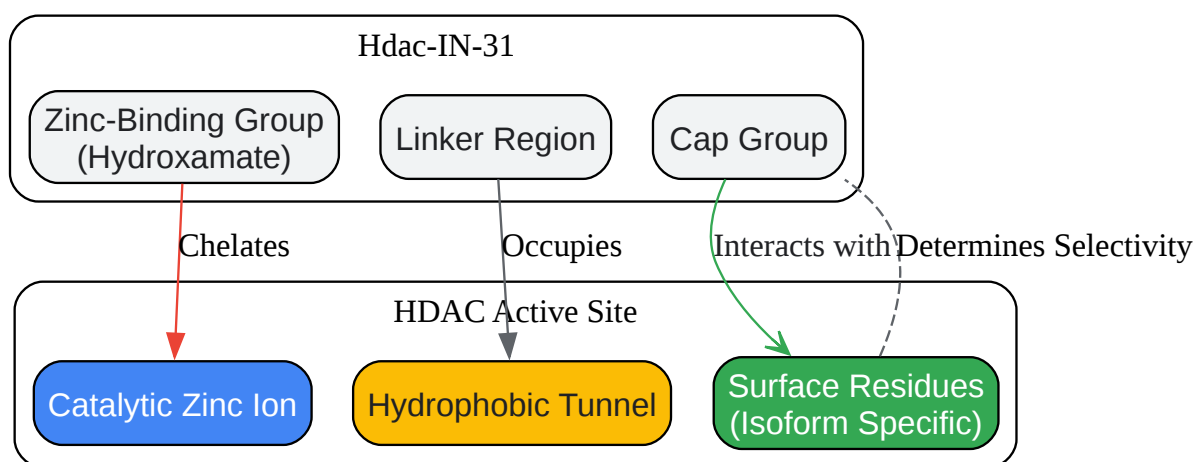 Hdac-IN-31
Zinc-Binding Group
(Hydroxamate)
Linker Region
Cap Group
Chelates
Occupies
Interacts with
Determines Selectivity
HDAC Active Site
Catalytic Zinc Ion
Hydrophobic Tunnel
Surface Residues
(Isoform Specific)